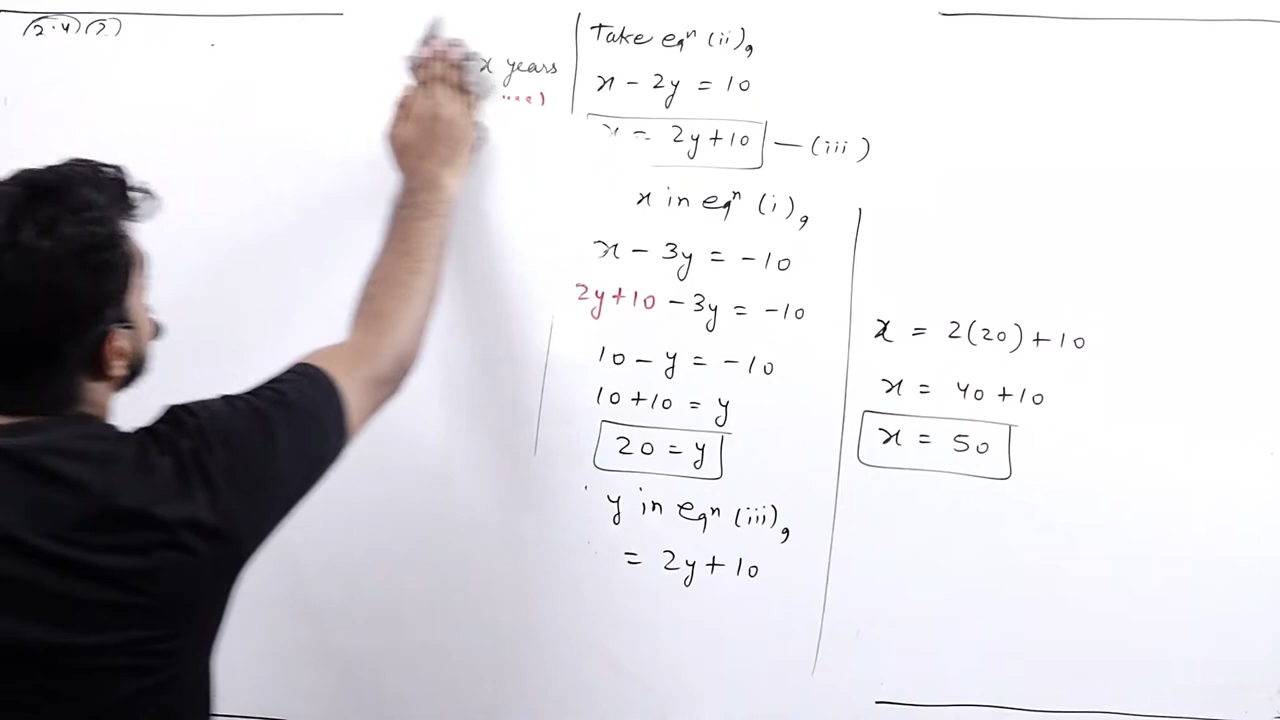 (2.4)(2)
x years
Take eqⁿ (ii),
x - 2y = 10
x = 2y+10 — (iii)
x in eqⁿ (i),
x - 3y = -10
2y+10 - 3y = -10
10 - y = -10
10+10 = y
20 = y
y in eqⁿ (iii),
= 2y+10
x = 2(20)+10
x = 40+10
x = 50